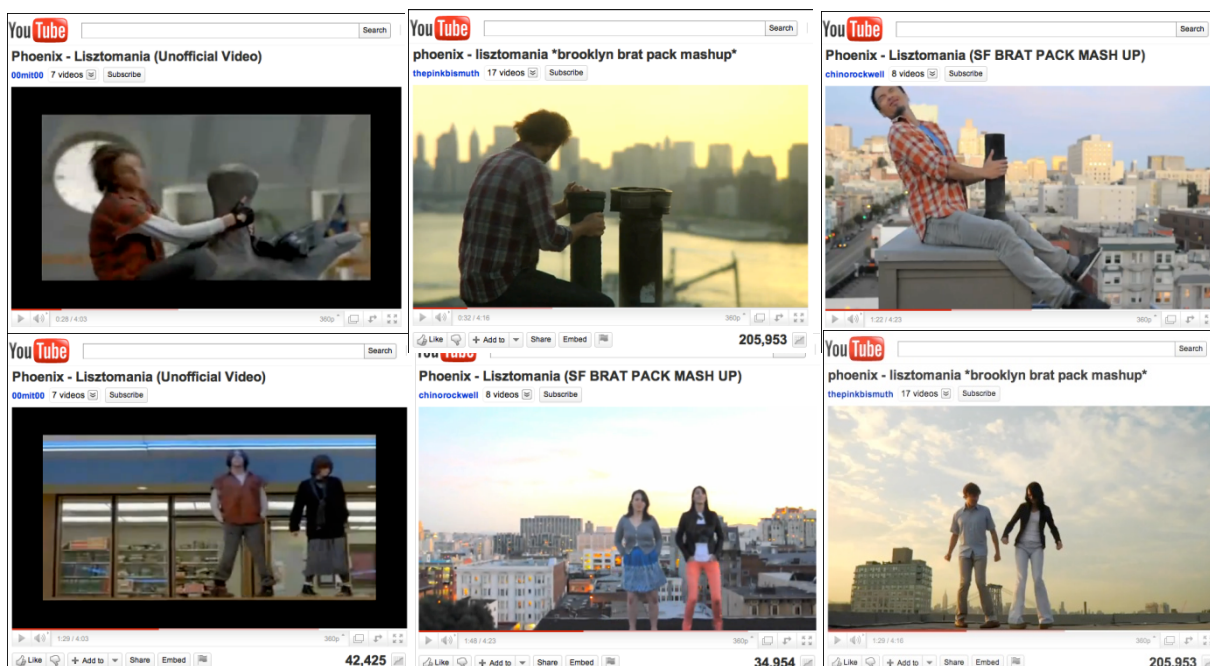 YouTube Search
Phoenix - Lisztomania (Unofficial Video)
00mit00 7 videos Subscribe
0:28 / 4:03 360p
YouTube Search
phoenix - lisztomania *brooklyn brat pack mashup*
thepinkbismuth 17 videos Subscribe
0:32 / 4:16 360p
Like Add to Share Embed 205,953
YouTube Search
Phoenix - Lisztomania (SF BRAT PACK MASH UP)
chinorockwell 8 videos Subscribe
1:22 / 4:23 360p
YouTube Search
Phoenix - Lisztomania (Unofficial Video)
00mit00 7 videos Subscribe
1:29 / 4:03 360p
Like Add to Share Embed 42,425
YouTube
Phoenix - Lisztomania (SF BRAT PACK MASH UP)
chinorockwell 8 videos Subscribe
1:48 / 4:23 360p
Like Add to Share Embed 34,954
YouTube Search
phoenix - lisztomania *brooklyn brat pack mashup*
thepinkbismuth 17 videos Subscribe
1:29 / 4:16 360p
Like Add to Share Embed 205,953